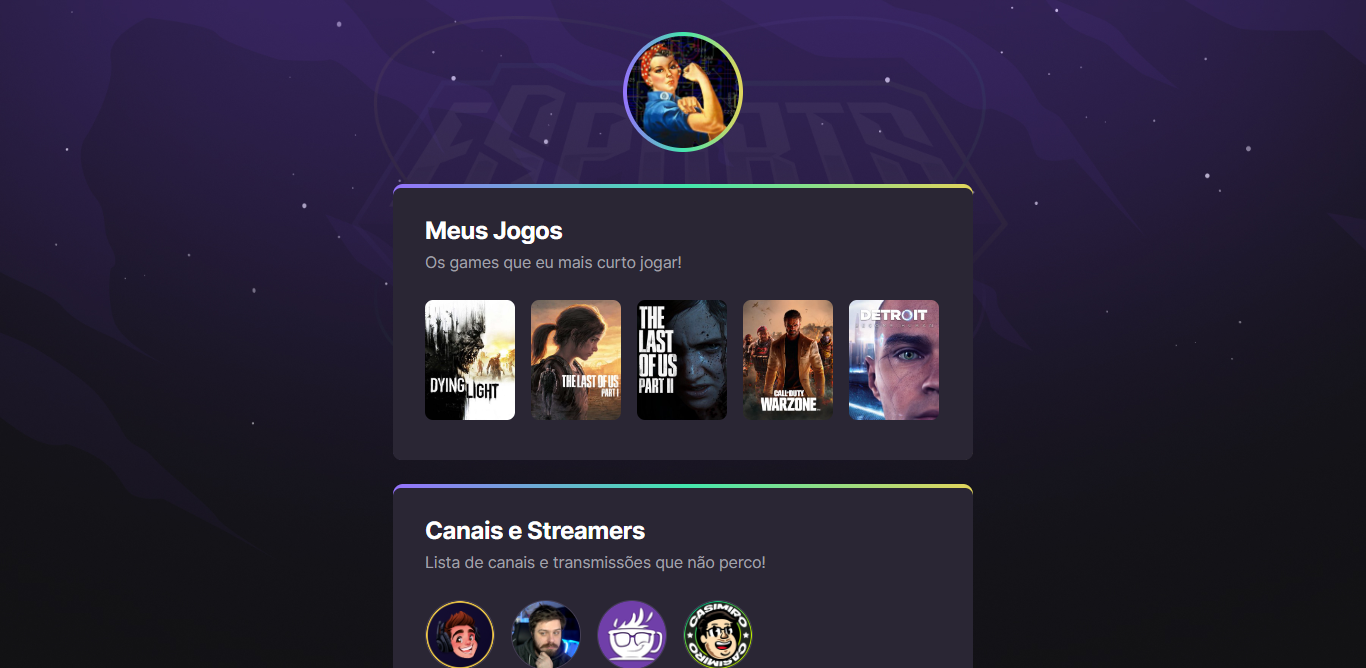 ESPORTS
Meus Jogos
Os games que eu mais curto jogar!
DYING LIGHT
THE LAST OF US
PART I
THE
LAST
OF US
PART II
CALL OF DUTY
WARZONE
DETROIT
Canais e Streamers
Lista de canais e transmissões que não perco!
CASIMIRO
CASIMIRO